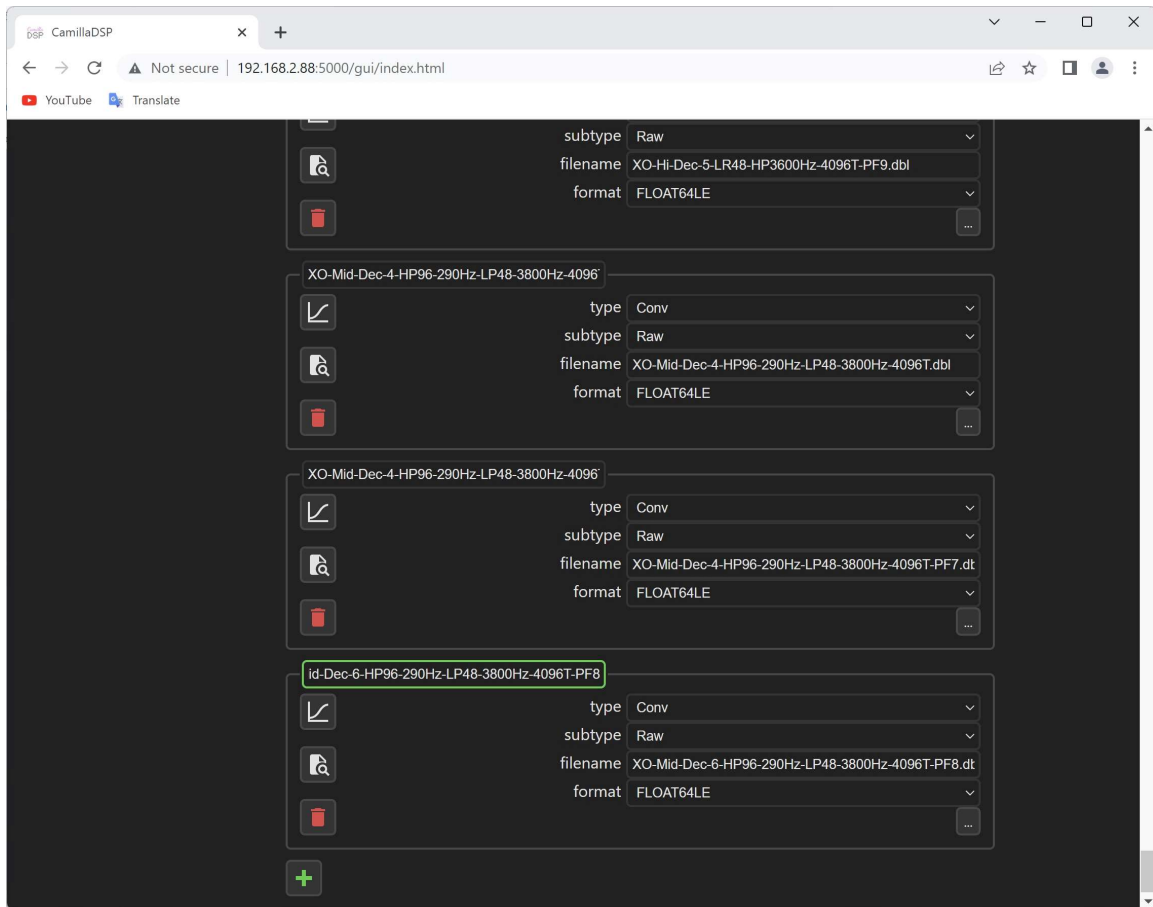 DSP CamillaDSP
Not secure 192.168.2.88:5000/gui/index.html
YouTube Translate
subtype Raw
filename XO-Hi-Dec-5-LR48-HP3600Hz-4096T-PF9.dbl
format FLOAT64LE
...
XO-Mid-Dec-4-HP96-290Hz-LP48-3800Hz-4096
type Conv
subtype Raw
filename XO-Mid-Dec-4-HP96-290Hz-LP48-3800Hz-4096T.dbl
format FLOAT64LE
...
XO-Mid-Dec-4-HP96-290Hz-LP48-3800Hz-4096
type Conv
subtype Raw
filename XO-Mid-Dec-4-HP96-290Hz-LP48-3800Hz-4096T-PF7.dt
format FLOAT64LE
...
id-Dec-6-HP96-290Hz-LP48-3800Hz-4096T-PF8
type Conv
subtype Raw
filename XO-Mid-Dec-6-HP96-290Hz-LP48-3800Hz-4096T-PF8.dt
format FLOAT64LE
...